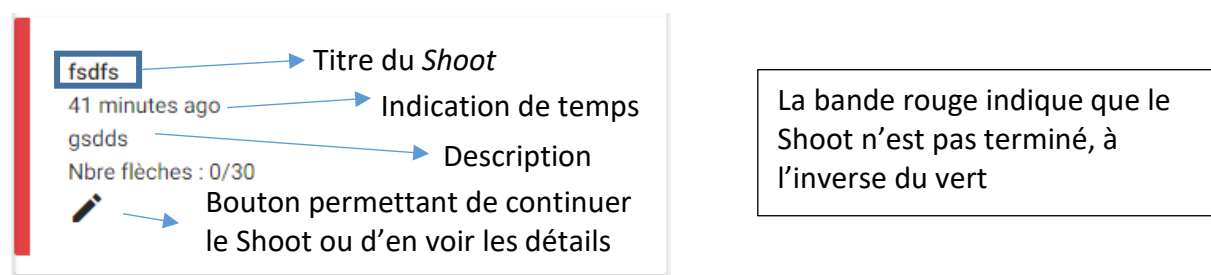 fsdfs
Titre du Shoot
41 minutes ago
Indication de temps
gsdds
Description
Nbre flèches : 0/30
Bouton permettant de continuer
le Shoot ou d'en voir les détails
La bande rouge indique que le
Shoot n'est pas terminé, à
l'inverse du vert